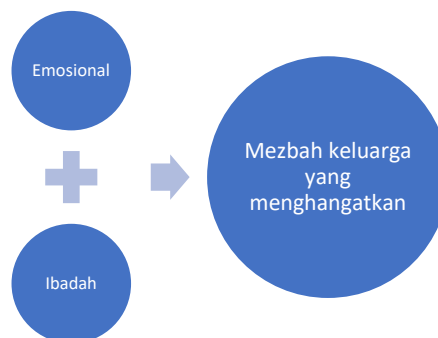 Emosional
Ibadah
Mezbah keluarga
yang
menghangatkan